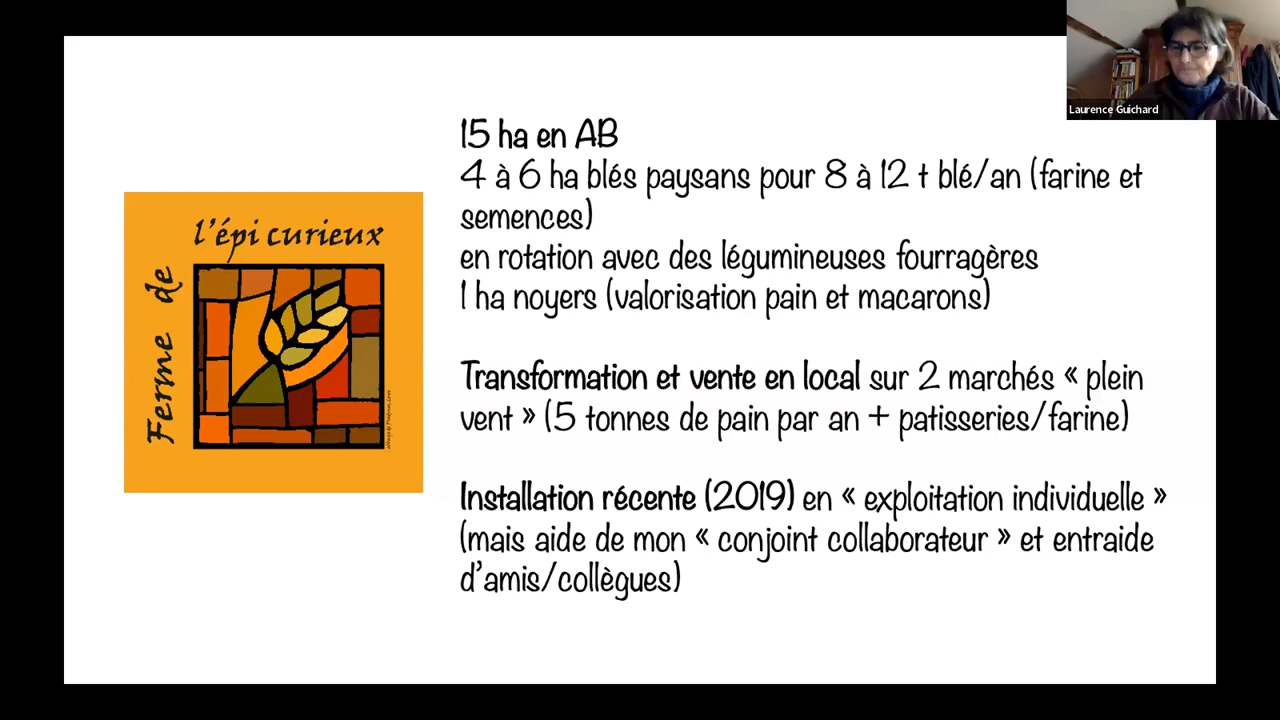 Laurence Guichard
l'épi curieux
Ferme de
15 ha en AB
4 à 6 ha blés paysans pour 8 à 12 t blé/an (farine et
semences)
en rotation avec des légumineuses fourragères
1 ha noyers (valorisation pain et macarons)
Transformation et vente en local sur 2 marchés « plein
vent » (5 tonnes de pain par an + patisseries/farine)
Installation récente (2019) en « exploitation individuelle »
(mais aide de mon « conjoint collaborateur » et entraide
d'amis/collègues)